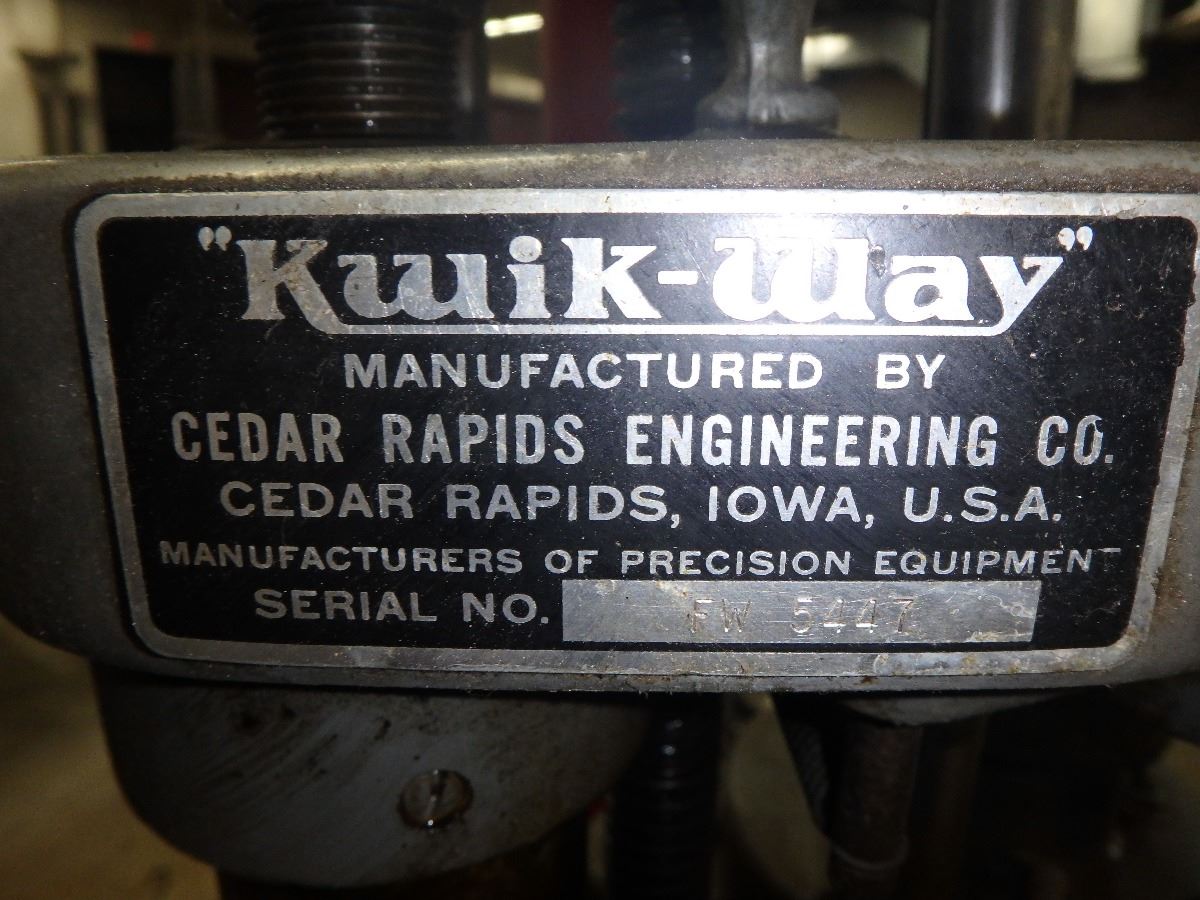 "Kwik-Way"
MANUFACTURED BY
CEDAR RAPIDS ENGINEERING CO.
CEDAR RAPIDS, IOWA, U.S.A.
MANUFACTURERS OF PRECISION EQUIPMENT
SERIAL NO. FW 5447